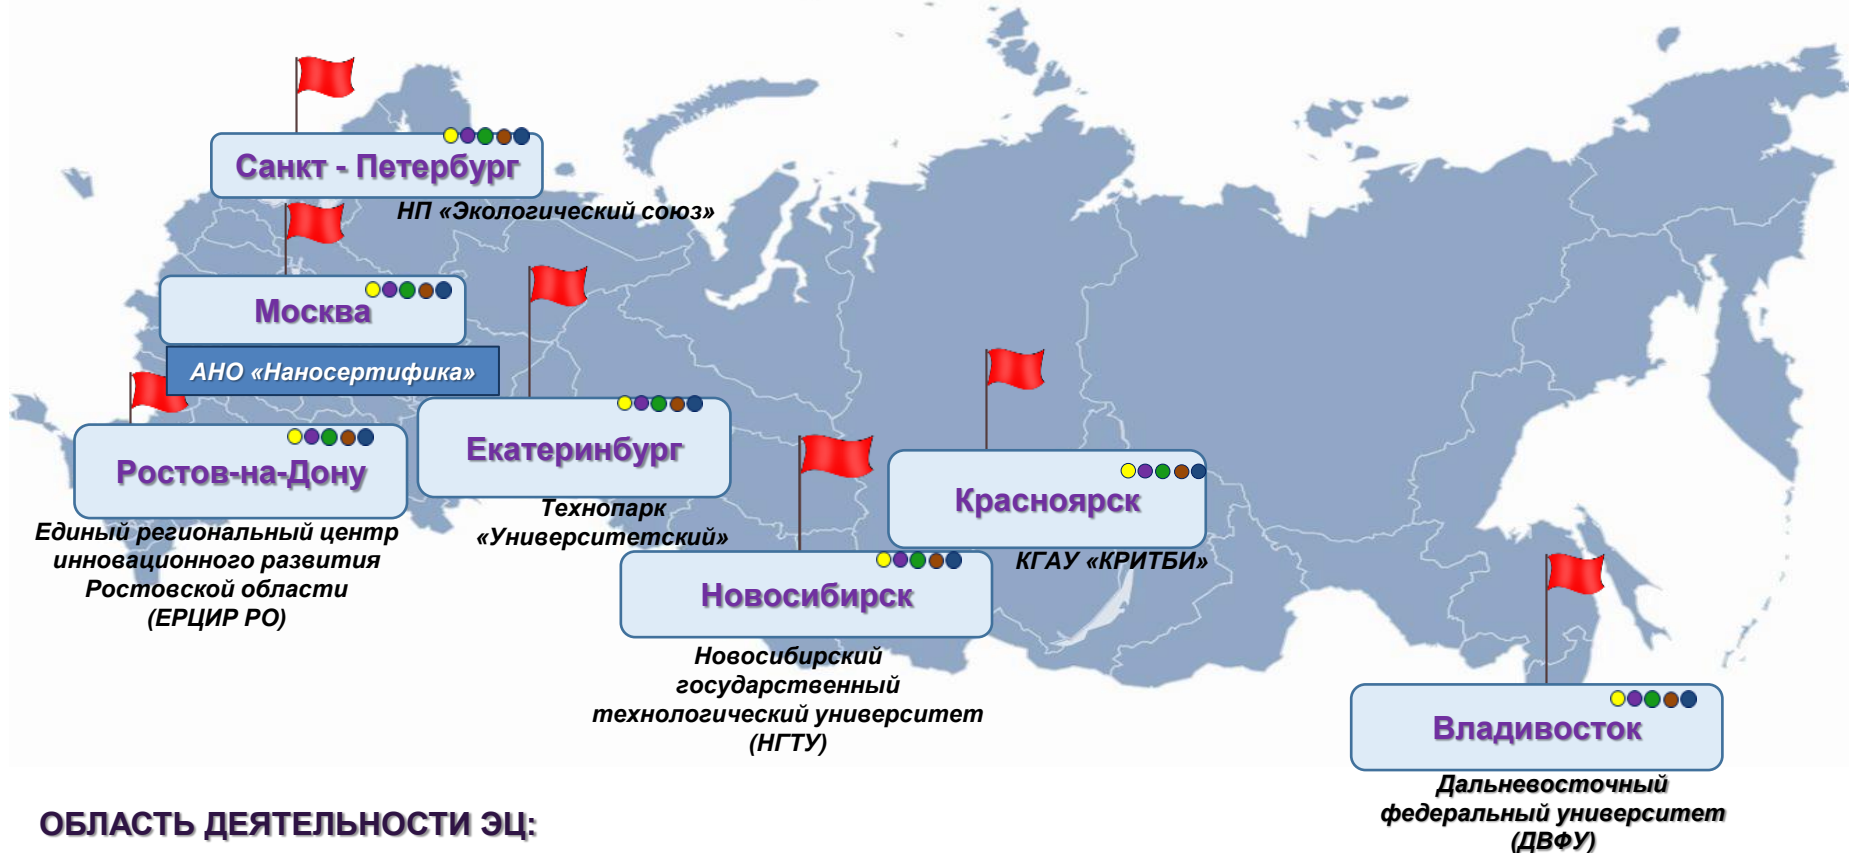 Санкт - Петербург
НП «Экологический союз»
Москва
АНО «Наносертифика»
Ростов-на-Дону
Единый региональный центр
инновационного развития
Ростовской области
(ЕРЦИР РО)
Екатеринбург
Технопарк
«Университетский»
Новосибирск
Новосибирский
государственный
технологический университет
(НГТУ)
Красноярск
КГАУ «КРИТБИ»
Владивосток
Дальневосточный
федеральный университет
(ДВФУ)
ОБЛАСТЬ ДЕЯТЕЛЬНОСТИ ЭЦ: